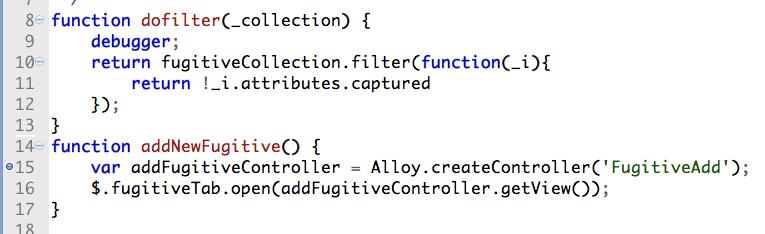 7 */
8 function dofilter(_collection) {
9 debugger;
10 return fugitiveCollection.filter(function(_i){
11 return !_i.attributes.captured
12 });
13 }
14 function addNewFugitive() {
15 var addFugitiveController = Alloy.createController('FugitiveAdd');
16 $.fugitiveTab.open(addFugitiveController.getView());
17 }
18